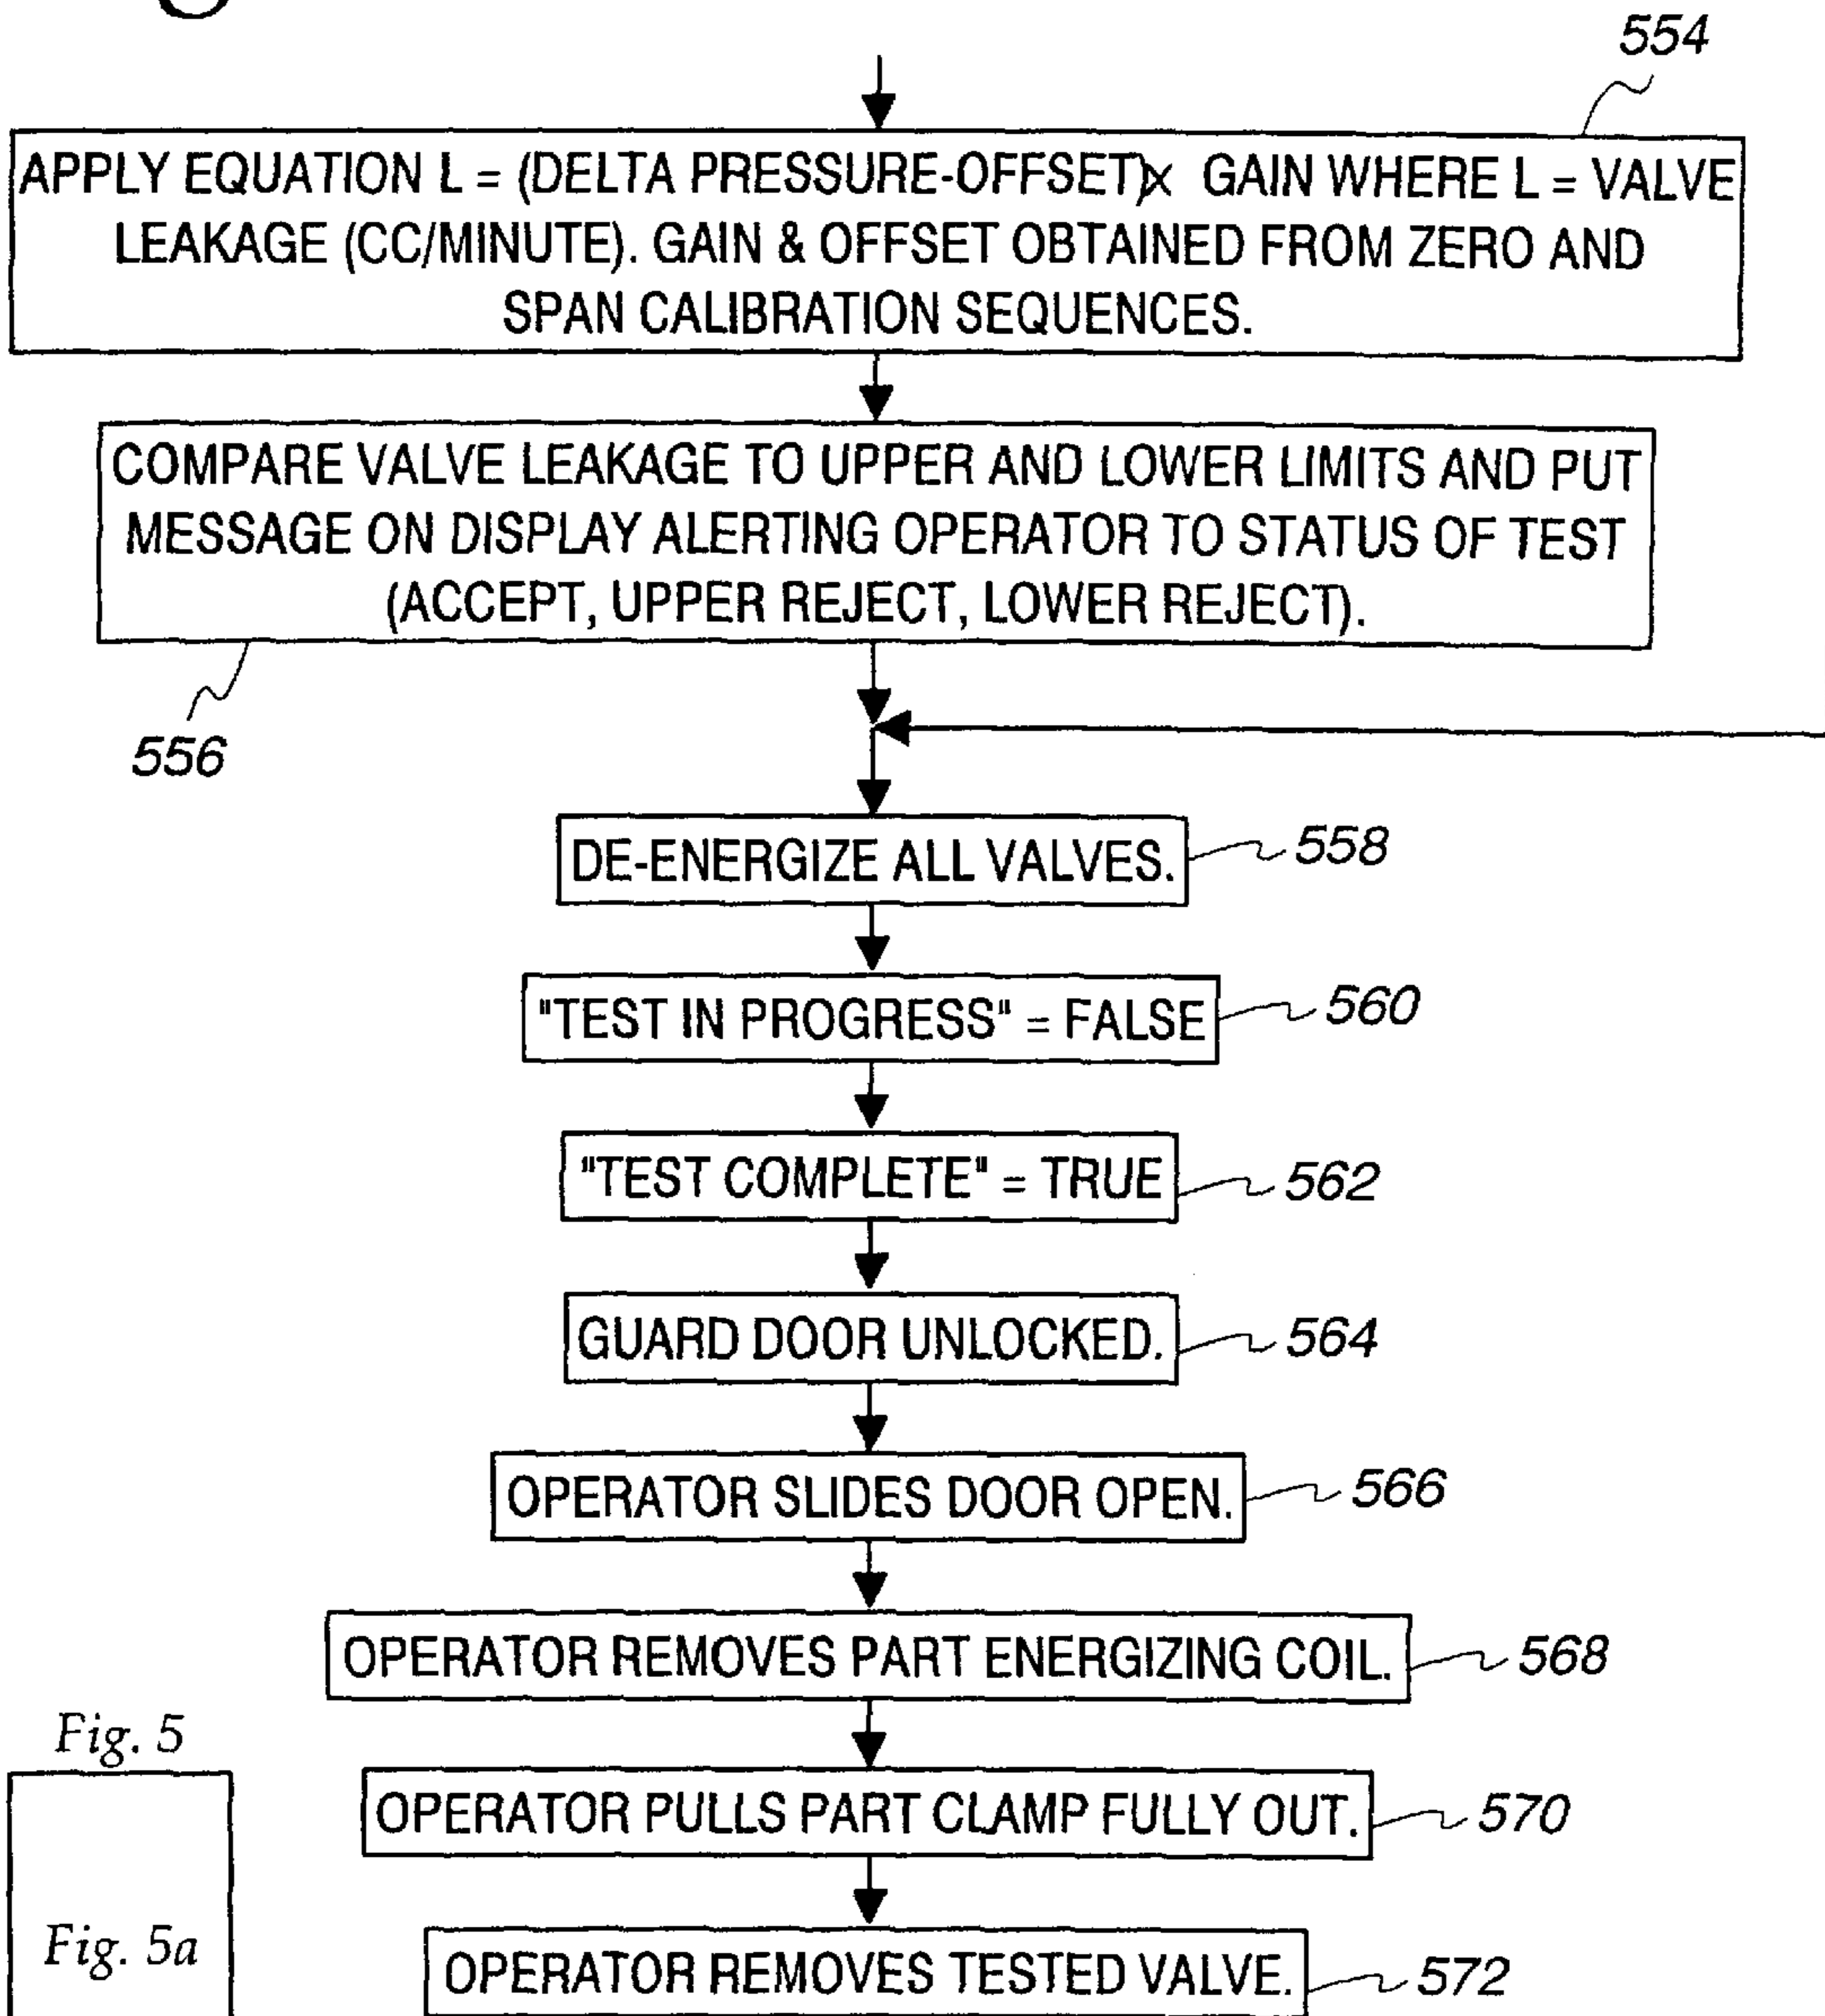 554
APPLY EQUATION L = (DELTA PRESSURE-OFFSET)× GAIN WHERE L = VALVE
LEAKAGE (CC/MINUTE). GAIN & OFFSET OBTAINED FROM ZERO AND
SPAN CALIBRATION SEQUENCES.
COMPARE VALVE LEAKAGE TO UPPER AND LOWER LIMITS AND PUT
MESSAGE ON DISPLAY ALERTING OPERATOR TO STATUS OF TEST
(ACCEPT, UPPER REJECT, LOWER REJECT).
556
DE-ENERGIZE ALL VALVES.
558
"TEST IN PROGRESS" = FALSE
560
"TEST COMPLETE" = TRUE
562
GUARD DOOR UNLOCKED.
564
OPERATOR SLIDES DOOR OPEN.
566
OPERATOR REMOVES PART ENERGIZING COIL.
568
OPERATOR PULLS PART CLAMP FULLY OUT.
570
OPERATOR REMOVES TESTED VALVE.
572
Fig. 5
Fig. 5a